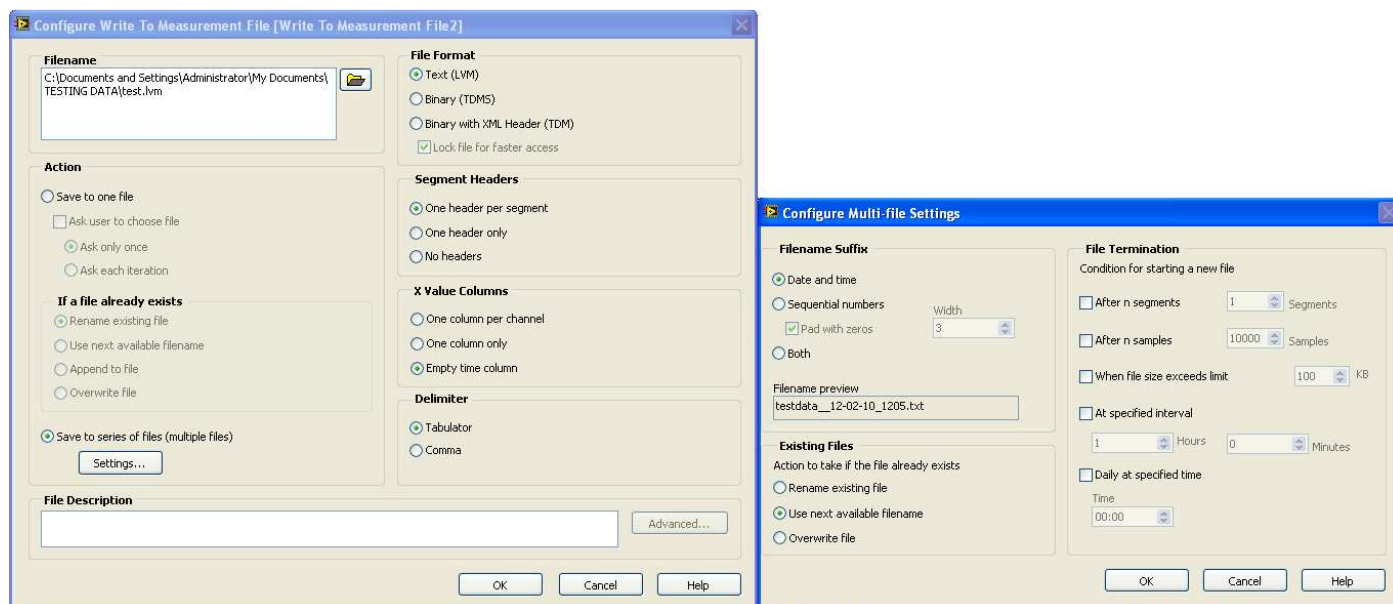 Configure Write To Measurement File [Write To Measurement File2]
Filename
C:\Documents and Settings\Administrator\My Documents\
TESTING DATA\test.lvm
Action
Save to one file
Ask user to choose file
Ask only once
Ask each iteration
If a file already exists
Rename existing file
Use next available filename
Append to file
Overwrite file
Save to series of files (multiple files)
Settings...
File Format
Text (LVM)
Binary (TDMS)
Binary with XML Header (TDM)
Lock file for faster access
Segment Headers
One header per segment
One header only
No headers
X Value Columns
One column per channel
One column only
Empty time column
Delimiter
Tabulator
Comma
File Description
Advanced...
OK Cancel Help
Configure Multi-file Settings
Filename Suffix
Date and time
Sequential numbers
Width
Pad with zeros 3
Both
Filename preview
testdata__12-02-10_1205.txt
Existing Files
Action to take if the file already exists
Rename existing file
Use next available filename
Overwrite file
File Termination
Condition for starting a new file
After n segments 1 Segments
After n samples 10000 Samples
When file size exceeds limit 100 KB
At specified interval
1 Hours 0 Minutes
Daily at specified time
Time
00:00
OK Cancel Help